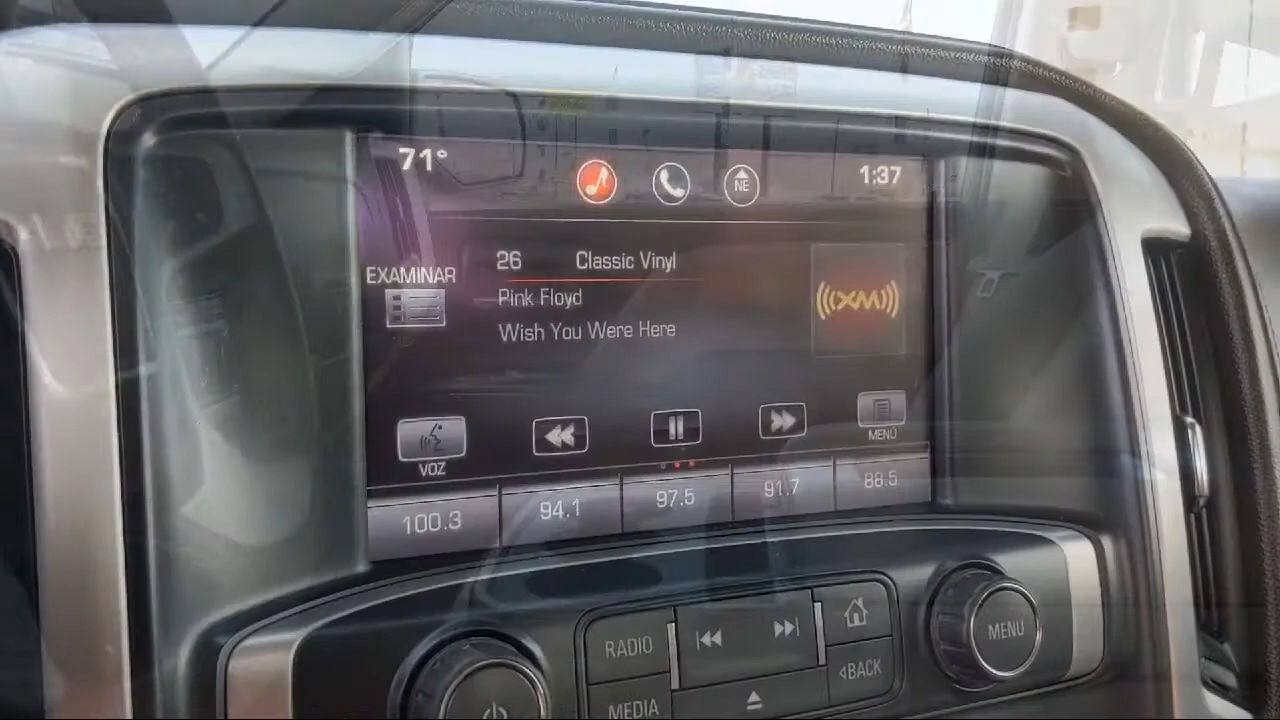 71°
NE
1:37
EXAMINAR
26 Classic Vinyl
Pink Floyd
Wish You Were Here
((XM))
VOZ
MENÚ
100.3
94.1
97.5
91.7
88.5
RADIO
MEDIA
BACK
MENU